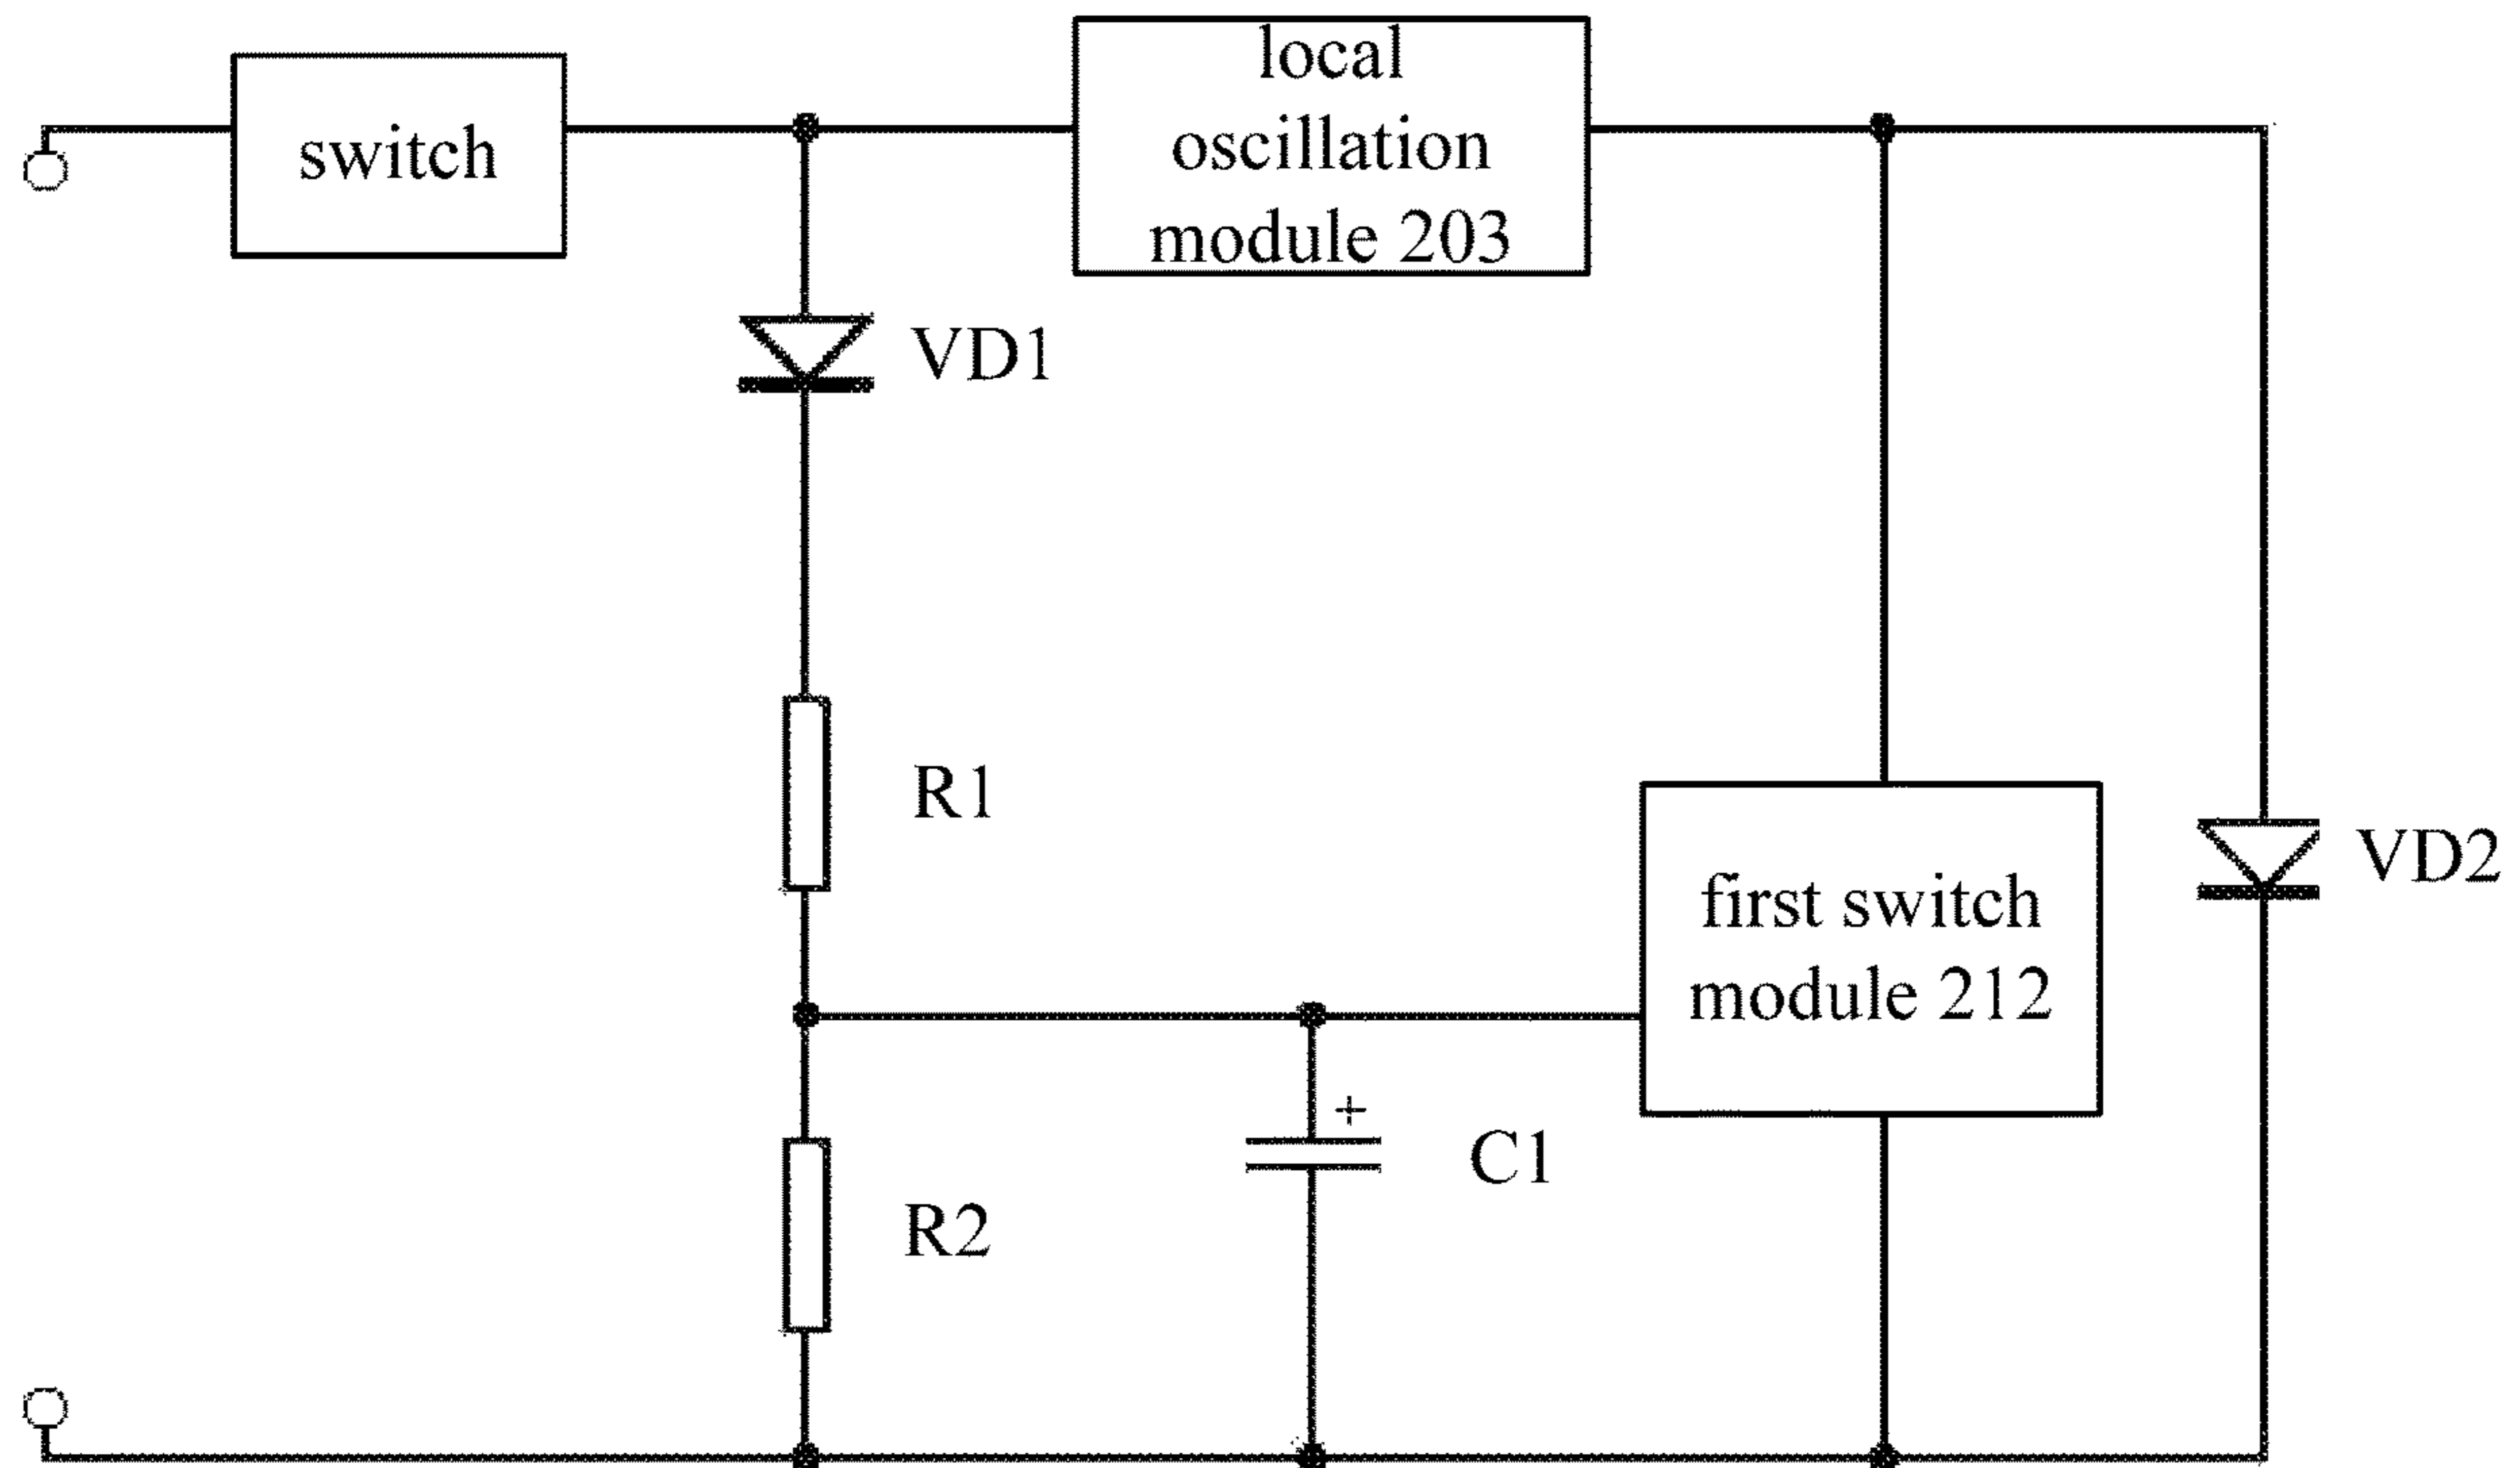 switch
local
oscillation
module 203
VD1
R1
first switch
module 212
VD2
+
C1
R2